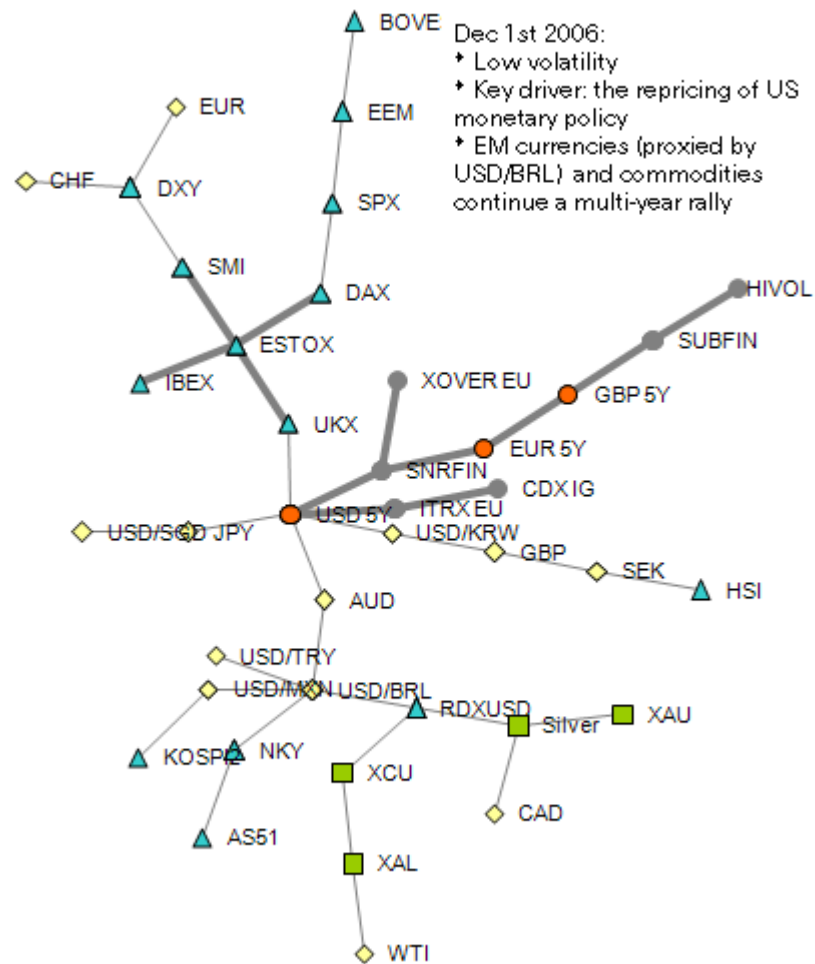 BOVE
Dec 1st 2006:
* Low volatility
* Key driver: the repricing of US
monetary policy
* EM currencies (proxied by
USD/BRL) and commodities
continue a multi-year rally
EUR
EEM
CHF
DXY
SPX
SMI
DAX
HIVOL
ESTOX
SUBFIN
IBEX
XOVER EU
GBP 5Y
UKX
EUR 5Y
SNRFIN
CDX IG
ITRX EU
USD 5Y
USD/SGD
JPY
USD/KRW
GBP
SEK
HSI
AUD
USD/TRY
USD/MXN
USD/BRL
RDXUSD
Silver
XAU
KOSPI2
NKY
XCU
CAD
AS51
XAL
WTI